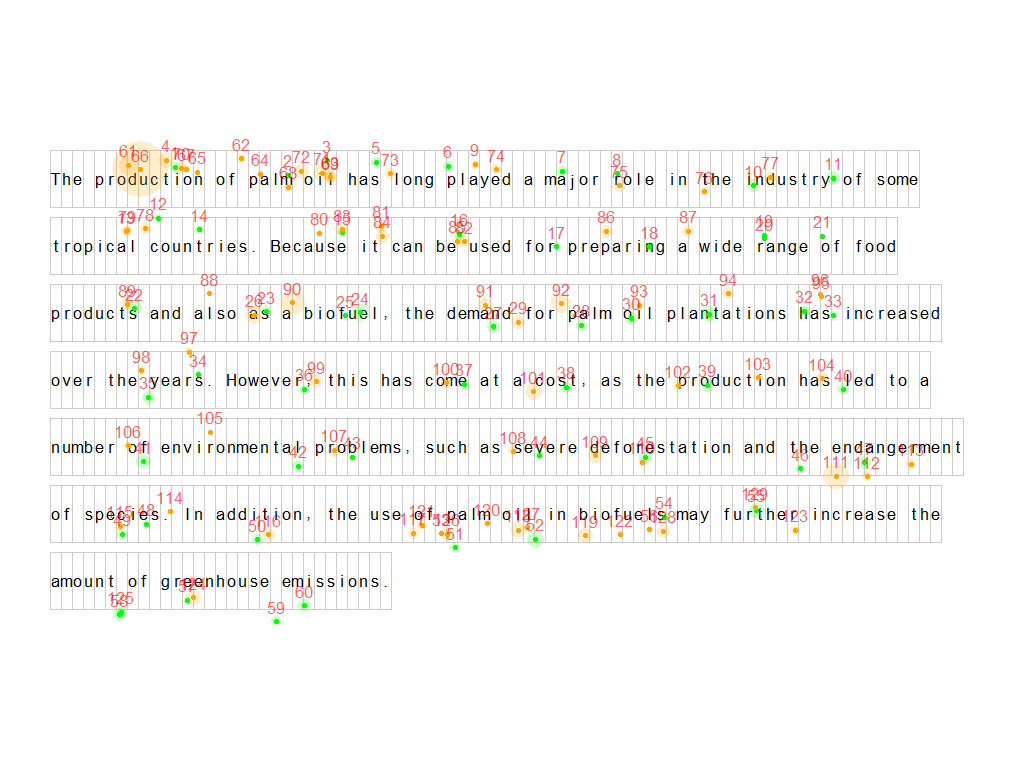 The production of palm oil has long played a major role in the industry of some
tropical countries. Because it can be used for preparing a wide range of food
products and also as a biofuel, the demand for palm oil plantations has increased
over the years. However, this has come at a cost, as the production has led to a
number of environmental problems, such as severe deforestation and the endangerment
of species. In addition, the use of palm oil in biofuels may further increase the
amount of greenhouse emissions.